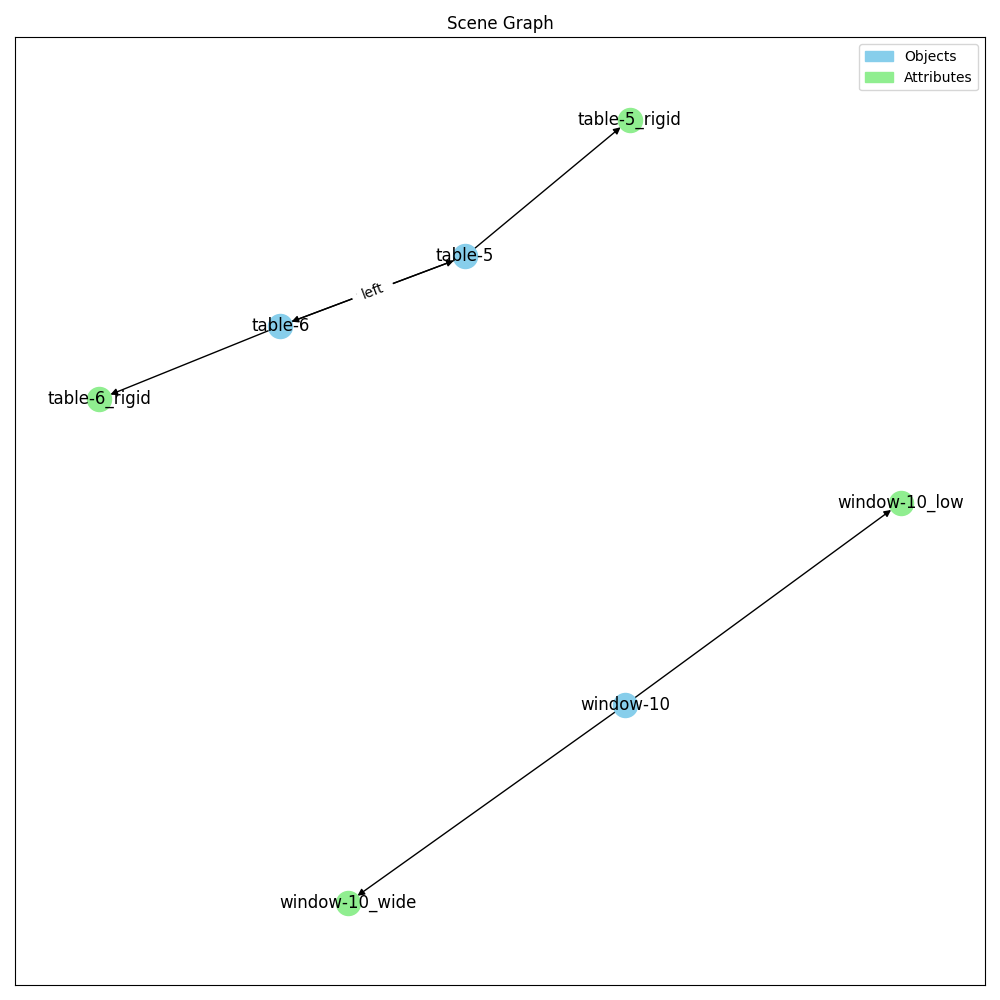 Scene Graph
Objects
Attributes
table-5_rigid
table-5
left
table-6
table-6_rigid
window-10_low
window-10
window-10_wide